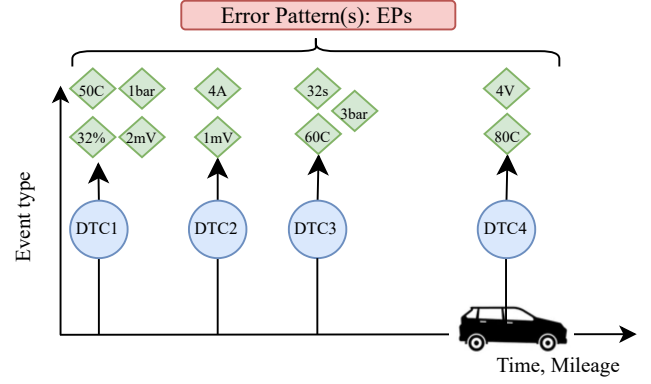 Error Pattern(s): EPs
50C 1bar 4A 32s 4V
3bar
32% 2mV 1mV 60C 80C
DTC1 DTC2 DTC3 DTC4
Event type
Time, Mileage